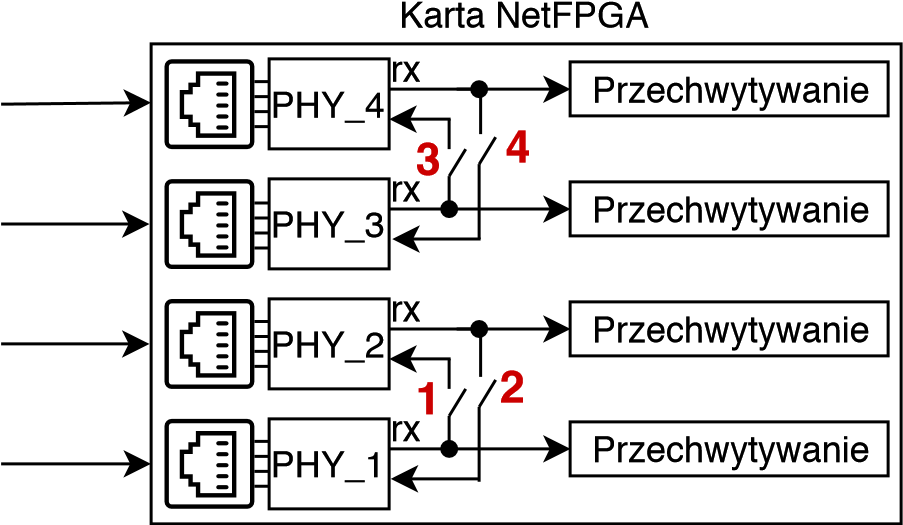 Karta NetFPGA
rx
PHY_4
Przechwytywanie
3
4
rx
PHY_3
Przechwytywanie
rx
PHY_2
Przechwytywanie
1
2
rx
PHY_1
Przechwytywanie